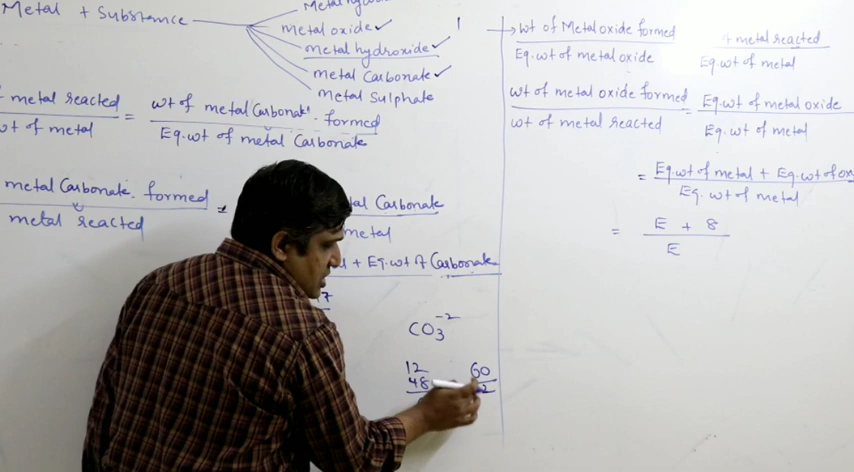 Metal + Substance
metal oxide ✓
metal hydroxide ✓
metal Carbonate ✓
metal Sulphate
metal reacted = wt of metal Carbonate formed
wt of metal Eq.wt of metal Carbonate
metal Carbonate formed = tal Carbonate
metal reacted metal
+ Eq.wt of Carbonate
7
CO3-2
12
48 60
2
1 → wt of Metal oxide formed metal reacted
Eq.wt of metal oxide Eq.wt of metal
wt of metal oxide formed = Eq.wt of metal oxide
wt of metal reacted Eq.wt of metal
= Eq.wt of metal + Eq.wt of ox
Eq.wt of metal
= E + 8
E